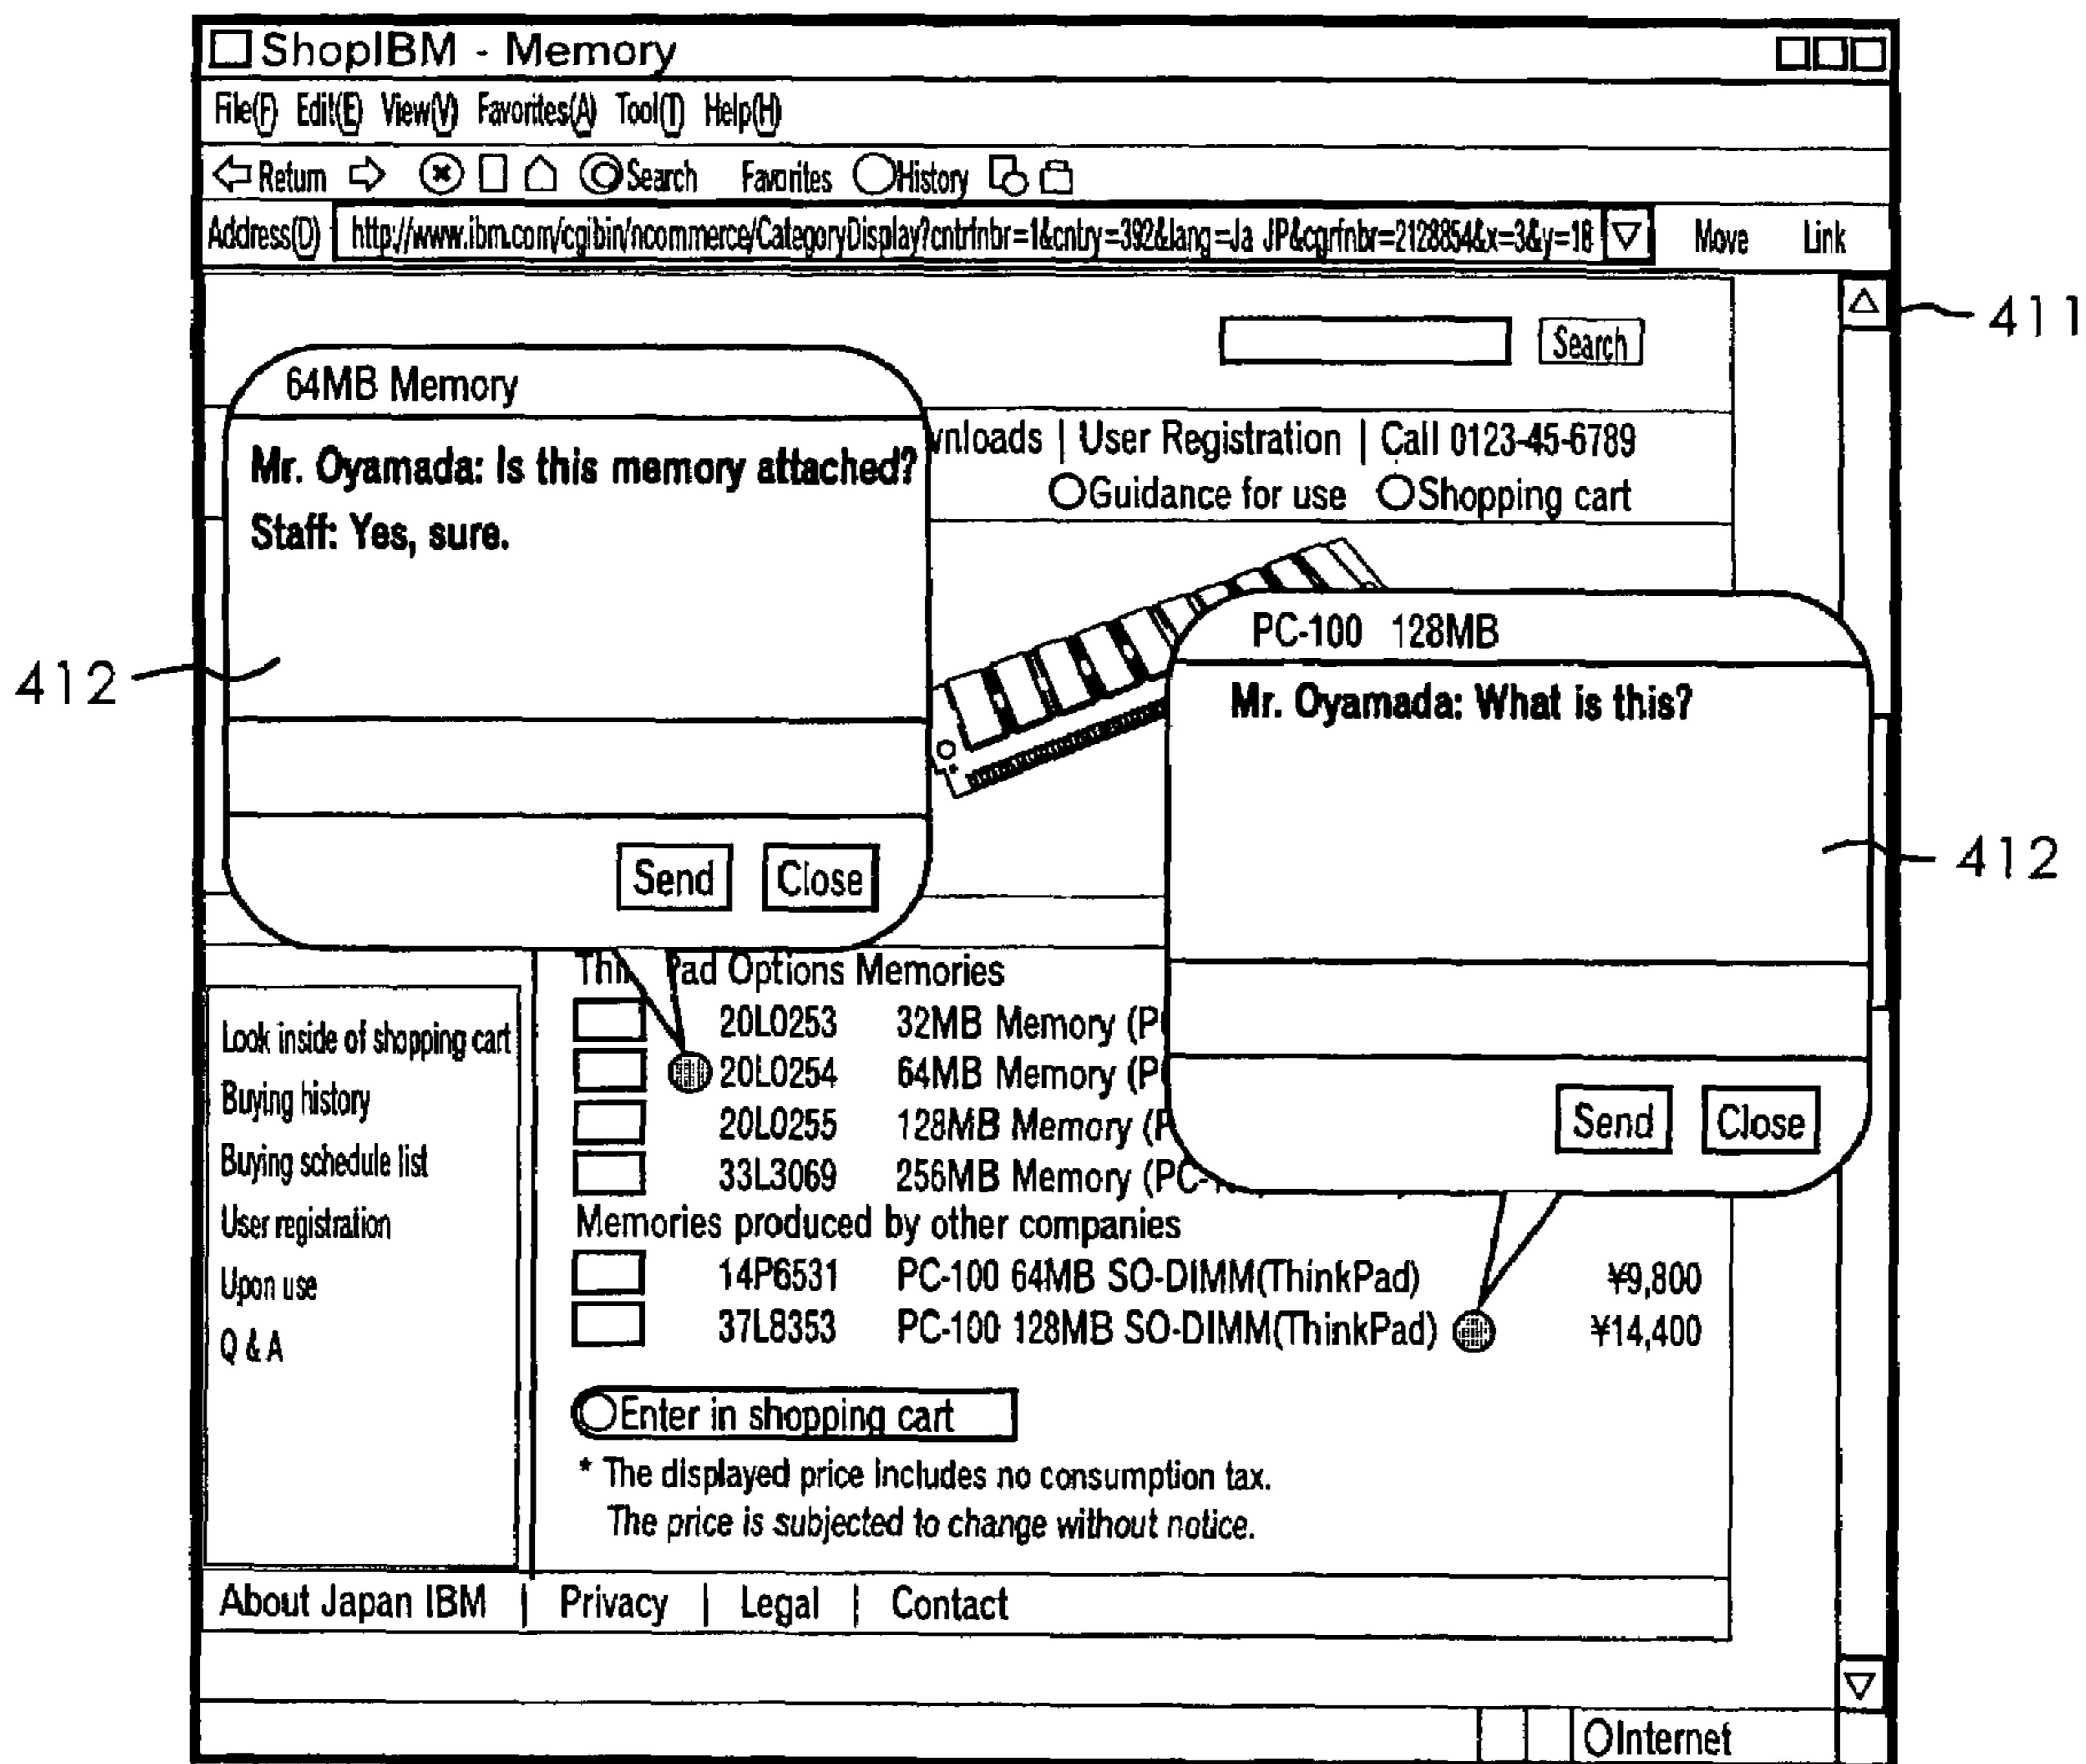 ShopIBM - Memory
File(F) Edit(E) View(V) Favorites(A) Tool(T) Help(H)
Return Search Favorites History
Address(D) http://www.ibm.com/cgibin/ncommerce/CategoryDisplay?cntrfnbr=1&cntry=392&lang=Ja JP&cgrfnbr=2128854&x=3&y=18 Move Link
411
Search
64MB Memory
Mr. Oyamada: Is this memory attached?
Staff: Yes, sure.
412
Send Close
vnloads | User Registration | Call 0123-45-6789
Guidance for use Shopping cart
PC-100 128MB
Mr. Oyamada: What is this?
412
Send Close
Look inside of shopping cart
Buying history
Buying schedule list
User registration
Upon use
Q & A
Thin Pad Options Memories
20L0253 32MB Memory (P
20L0254 64MB Memory (P
20L0255 128MB Memory (P
33L3069 256MB Memory (PC-1
Memories produced by other companies
14P6531 PC-100 64MB SO-DIMM(ThinkPad) ¥9,800
37L8353 PC-100 128MB SO-DIMM(ThinkPad) ¥14,400
Enter in shopping cart
* The displayed price includes no consumption tax.
The price is subjected to change without notice.
About Japan IBM | Privacy | Legal | Contact
Internet